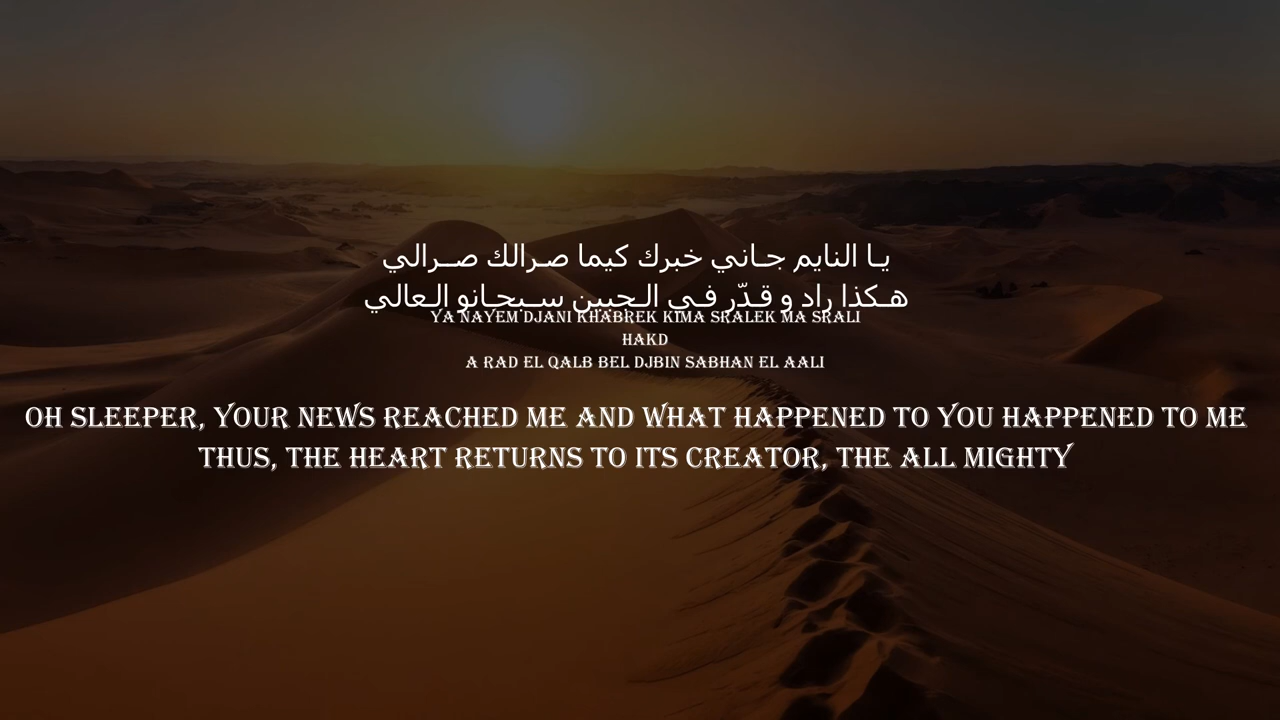 يـا النايم جـاني خبرك كيما صـرالك صـرالي
هـكذا راد و قـدّر فـي الـجبين سـبحـانو الـعالي
YA NAYEM DJANI KHABREK KIMA SRALEK MA SRALI
HAKD
A RAD EL QALB BEL DJBIN SABHAN EL AALI
OH SLEEPER, YOUR NEWS REACHED ME AND WHAT HAPPENED TO YOU HAPPENED TO ME
THUS, THE HEART RETURNS TO ITS CREATOR, THE ALL MIGHTY